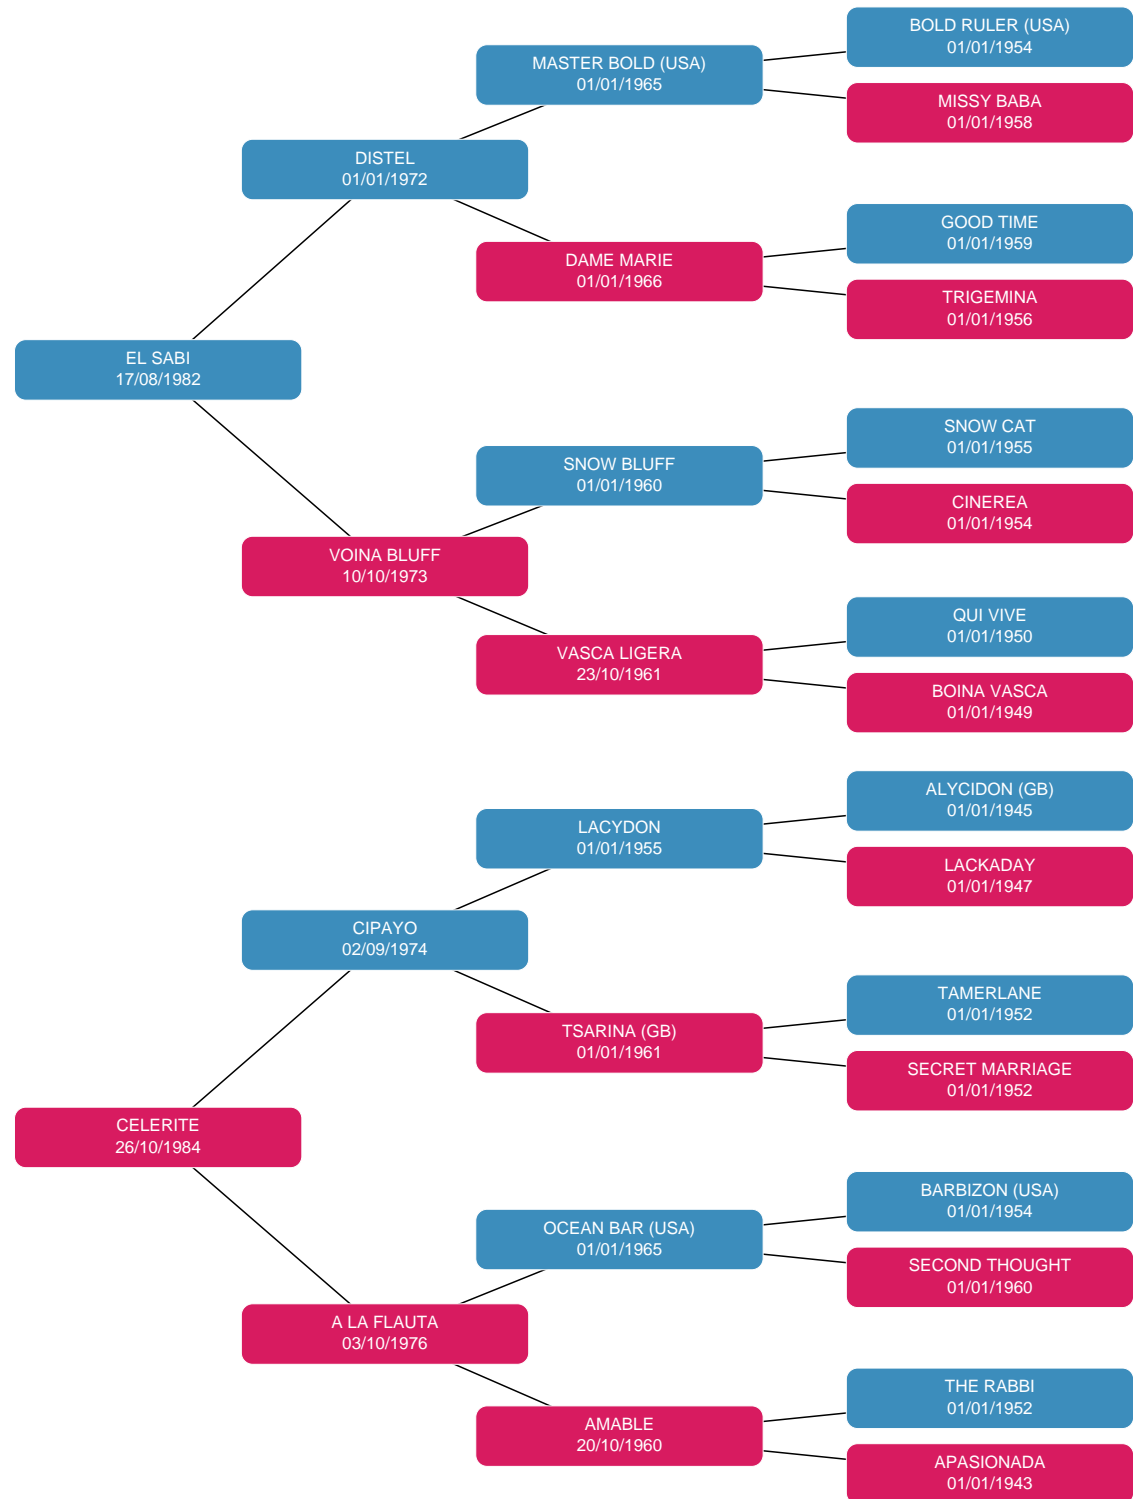 BOLD RULER (USA)
01/01/1954
MASTER BOLD (USA)
01/01/1965
MISSY BABA
01/01/1958
DISTEL
01/01/1972
GOOD TIME
01/01/1959
DAME MARIE
01/01/1966
TRIGEMINA
01/01/1956
EL SABI
17/08/1982
SNOW CAT
01/01/1955
SNOW BLUFF
01/01/1960
CINEREA
01/01/1954
VOINA BLUFF
10/10/1973
QUI VIVE
01/01/1950
VASCA LIGERA
23/10/1961
BOINA VASCA
01/01/1949
ALYCIDON (GB)
01/01/1945
LACYDON
01/01/1955
LACKADAY
01/01/1947
CIPAYO
02/09/1974
TAMERLANE
01/01/1952
TSARINA (GB)
01/01/1961
SECRET MARRIAGE
01/01/1952
CELERITE
26/10/1984
BARBIZON (USA)
01/01/1954
OCEAN BAR (USA)
01/01/1965
SECOND THOUGHT
01/01/1960
A LA FLAUTA
03/10/1976
THE RABBI
01/01/1952
AMABLE
20/10/1960
APASIONADA
01/01/1943